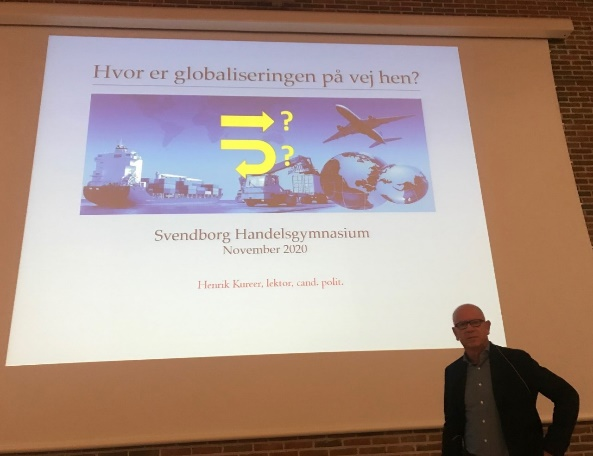 Hvor er globaliseringen på vej hen?
?
?
Svendborg Handelsgymnasium
November 2020
Henrik Kureer, lektor, cand. polit.